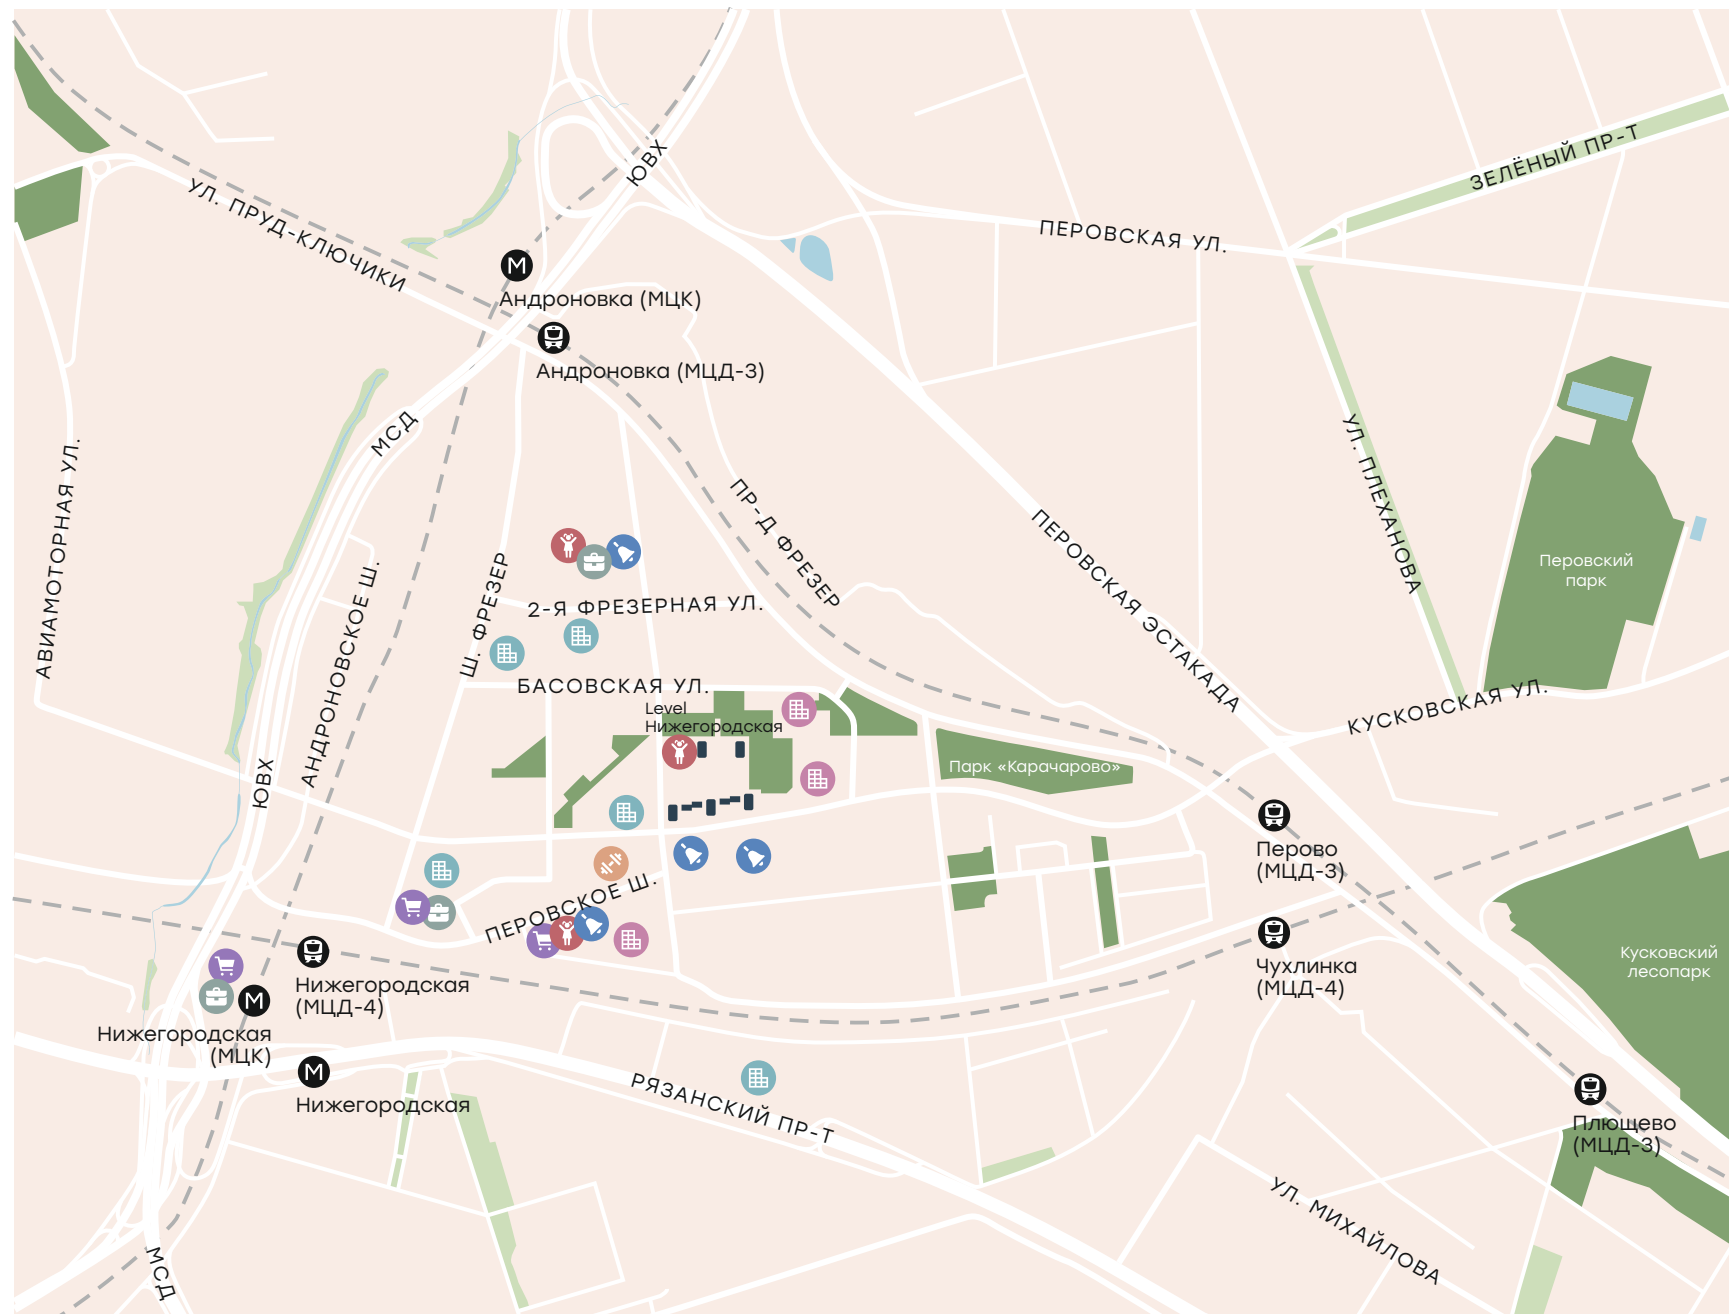 ЮВХ
ЗЕЛЁНЫЙ ПР-Т
УЛ. ПРУД-КЛЮЧИКИ
ПЕРОВСКАЯ УЛ.
М
Андроновка (МЦК)
Андроновка (МЦД-3)
МСД
АВИАМОТОРНАЯ УЛ.
УЛ. ПЛЕХАНОВА
ПР-Д ФРЕЗЕР
ПЕРОВСКАЯ ЭСТАКАДА
Перовский
парк
Ш. ФРЕЗЕР
АНДРОНОВСКОЕ Ш.
2-Я ФРЕЗЕРНАЯ УЛ.
БАСОВСКАЯ УЛ.
Level
Нижегородская
КУСКОВСКАЯ УЛ.
Парк «Карачарово»
ЮВХ
Перово
(МЦД-3)
ПЕРОВСКОЕ Ш.
Кусковский
лесопарк
Чухлинка
(МЦД-4)
Нижегородская
(МЦД-4)
М
Нижегородская
(МЦК)
М
Нижегородская
РЯЗАНСКИЙ ПР-Т
Плющево
(МЦД-3)
УЛ. МИХАЙЛОВА
МСД